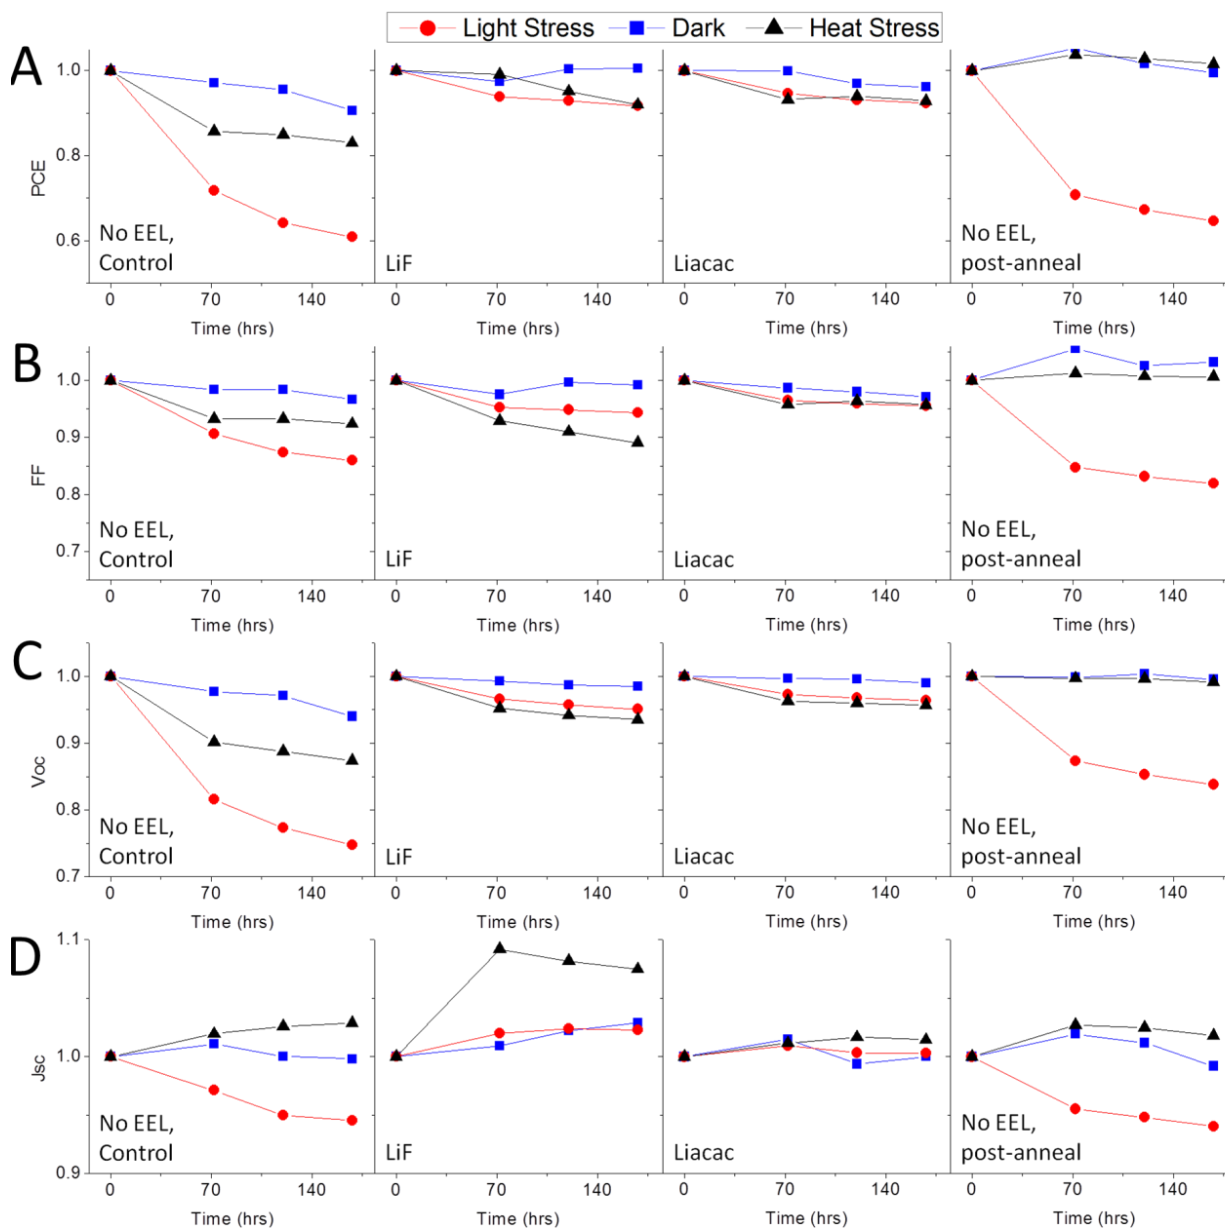 Light Stress Dark Heat Stress
A
1.0
0.8
0.6
PCE
No EEL,
Control
LiF
Liacac
No EEL,
post-anneal
0 70 140 0 70 140 0 70 140 0 70 140
Time (hrs) Time (hrs) Time (hrs) Time (hrs)
B
1.0
0.9
0.8
0.7
FF
No EEL,
Control
LiF
Liacac
No EEL,
post-anneal
0 70 140 0 70 140 0 70 140 0 70 140
Time (hrs) Time (hrs) Time (hrs) Time (hrs)
C
1.0
0.9
0.8
0.7
Voc
No EEL,
Control
LiF
Liacac
No EEL,
post-anneal
0 70 140 0 70 140 0 70 140 0 70 140
Time (hrs) Time (hrs) Time (hrs) Time (hrs)
D
1.1
1.0
0.9
Jsc
No EEL,
Control
LiF
Liacac
No EEL,
post-anneal
0 70 140 0 70 140 0 70 140 0 70 140
Time (hrs) Time (hrs) Time (hrs) Time (hrs)